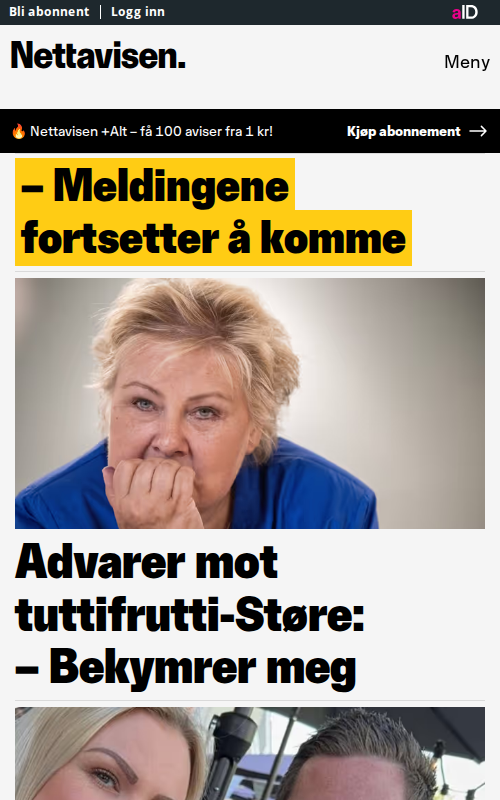 Bli abonnent | Logg inn
aID
Nettavisen.
Meny
🔥 Nettavisen +Alt – få 100 aviser fra 1 kr!
Kjøp abonnement →
– Meldingene
fortsetter å komme
Advarer mot
tuttifrutti-Støre:
– Bekymrer meg